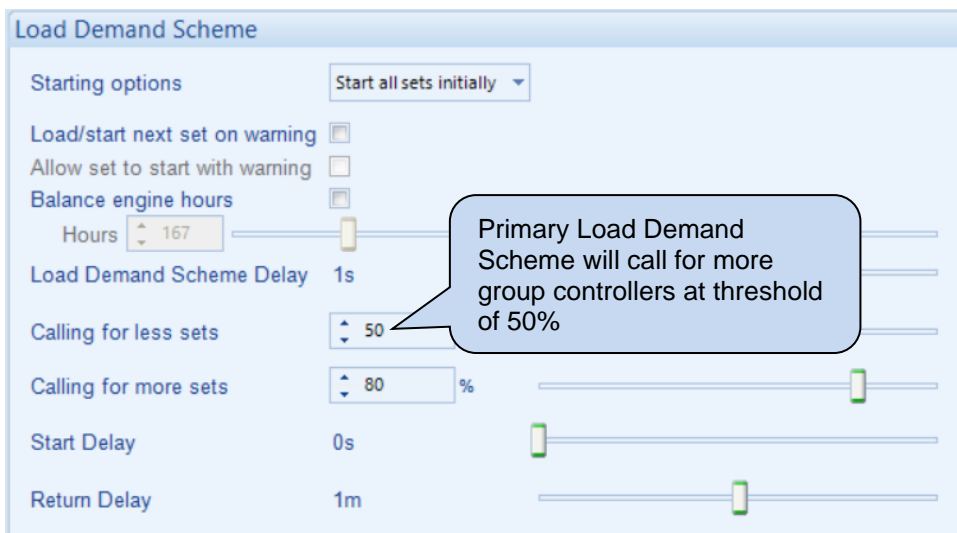 Load Demand Scheme
Starting options Start all sets initially
Load/start next set on warning
Allow set to start with warning
Balance engine hours
Hours 167
Load Demand Scheme Delay 1s
Primary Load Demand
Scheme will call for more
group controllers at threshold
of 50%
Calling for less sets 50
Calling for more sets 80 %
Start Delay 0s
Return Delay 1m